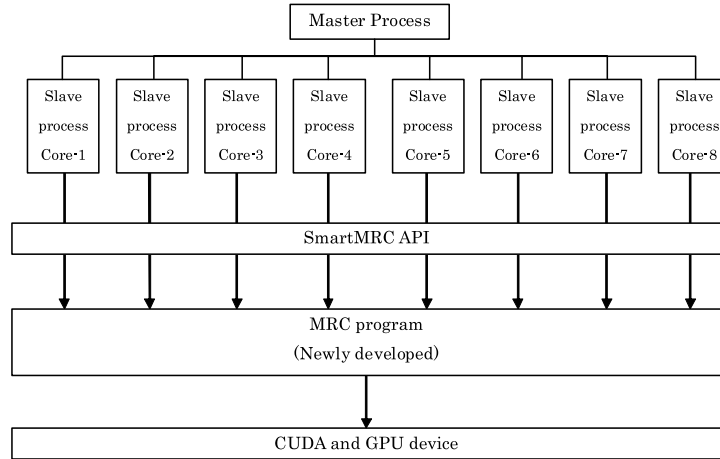 Master Process
Slave
process
Core-1
Slave
process
Core-2
Slave
process
Core-3
Slave
process
Core-4
Slave
process
Core-5
Slave
process
Core-6
Slave
process
Core-7
Slave
process
Core-8
SmartMRC API
MRC program
(Newly developed)
CUDA and GPU device